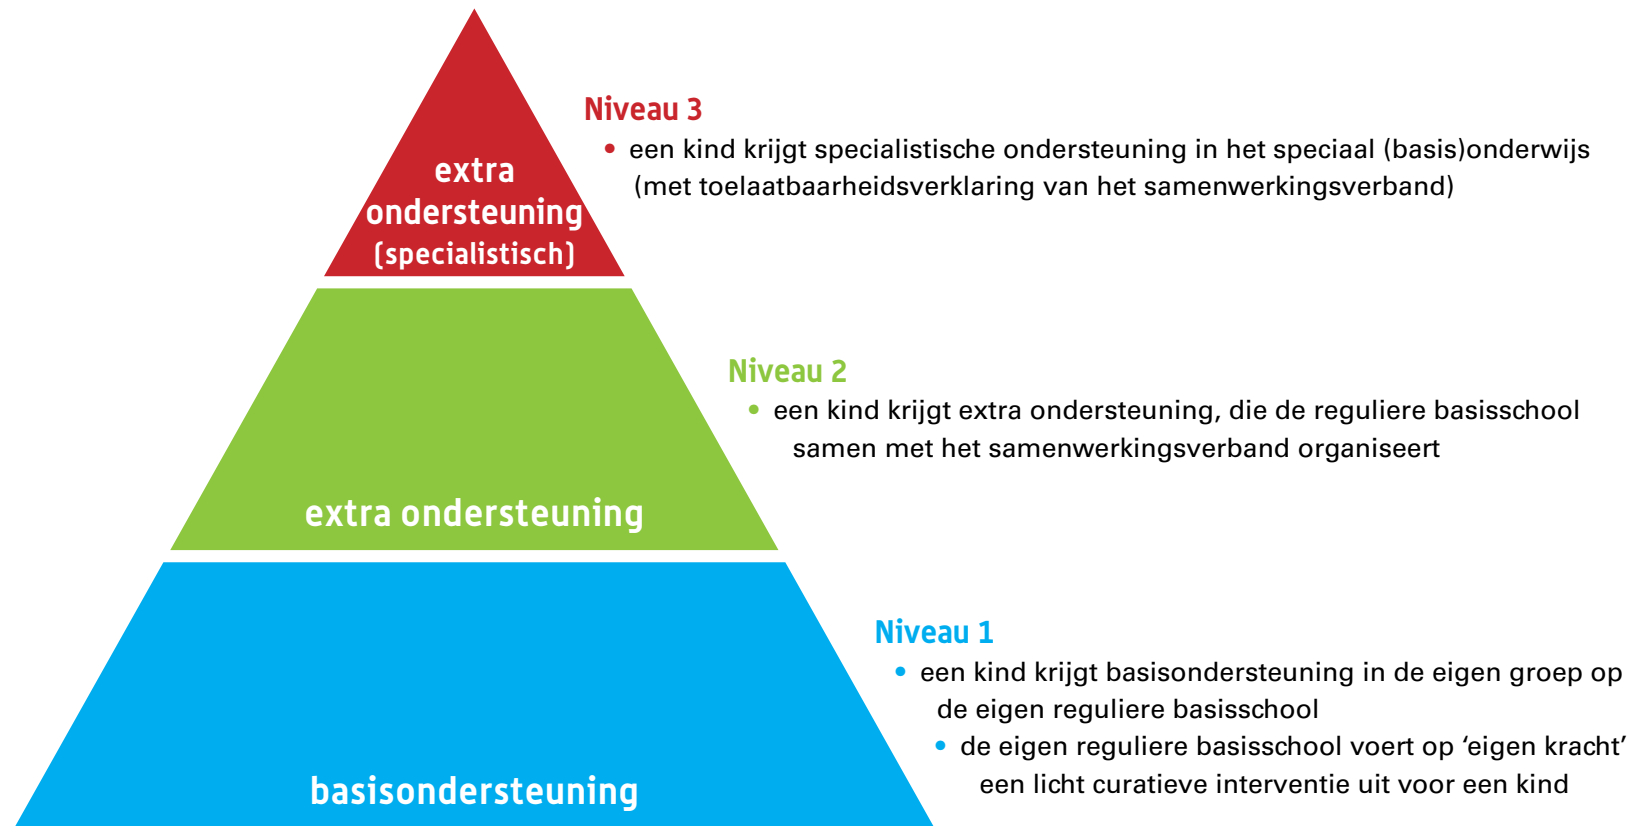 extra
ondersteuning
(specialistisch)
Niveau 3
• een kind krijgt specialistische ondersteuning in het speciaal (basis)onderwijs
(met toelaatbaarheidsverklaring van het samenwerkingsverband)
extra ondersteuning
Niveau 2
• een kind krijgt extra ondersteuning, die de reguliere basisschool
samen met het samenwerkingsverband organiseert
basisondersteuning
Niveau 1
• een kind krijgt basisondersteuning in de eigen groep op
de eigen reguliere basisschool
• de eigen reguliere basisschool voert op ‘eigen kracht’
een licht curatieve interventie uit voor een kind